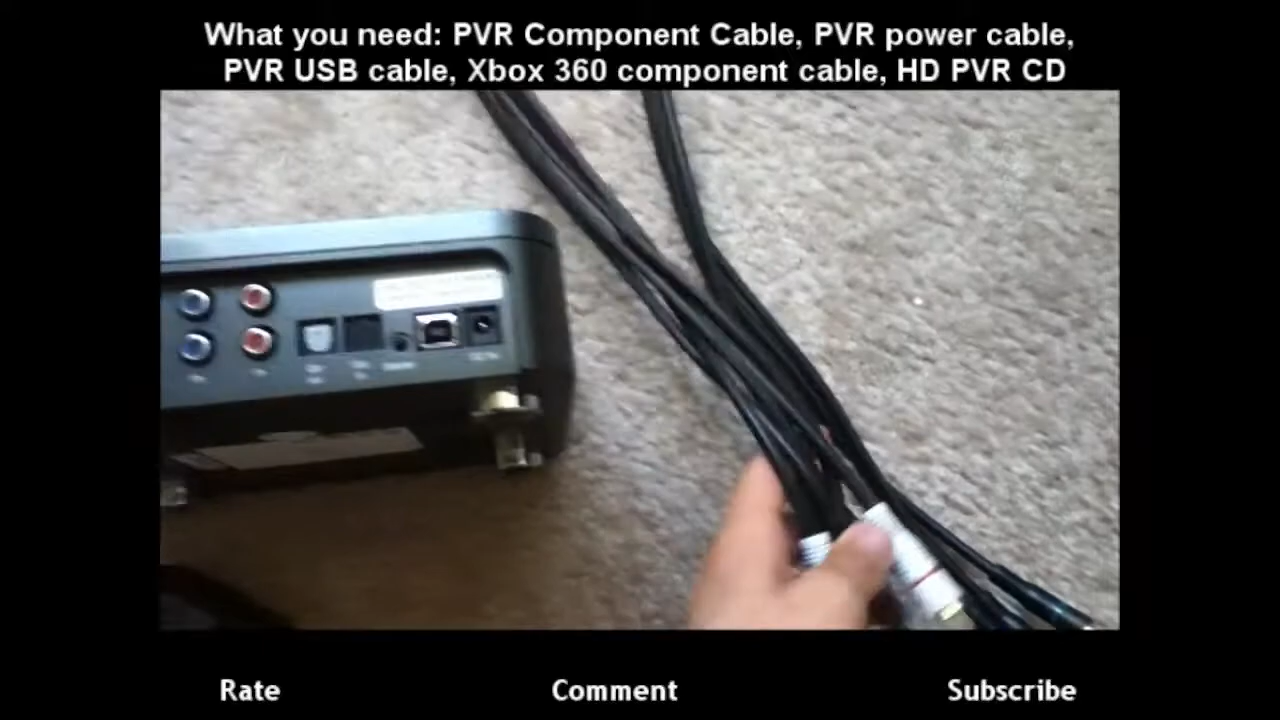 What you need: PVR Component Cable, PVR power cable,
PVR USB cable, Xbox 360 component cable, HD PVR CD
Rate
Comment
Subscribe